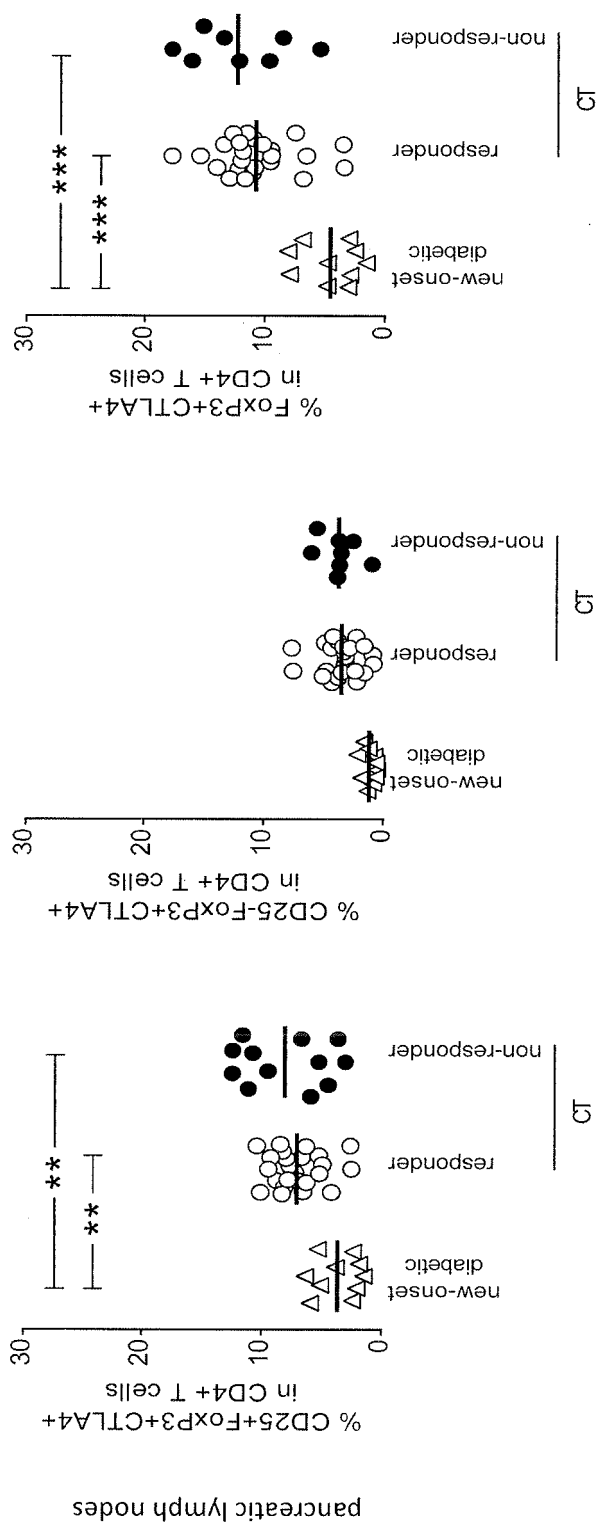 pancreatic lymph nodes
% CD25+FoxP3+CTLA4+
in CD4+ T cells
30
20
10
0
**
**
new-onset
diabetic
responder
non-responder
CT
% CD25-FoxP3+CTLA4+
in CD4+ T cells
30
20
10
0
new-onset
diabetic
responder
non-responder
CT
% FoxP3+CTLA4+
in CD4+ T cells
30
20
10
0
***
***
new-onset
diabetic
responder
non-responder
CT